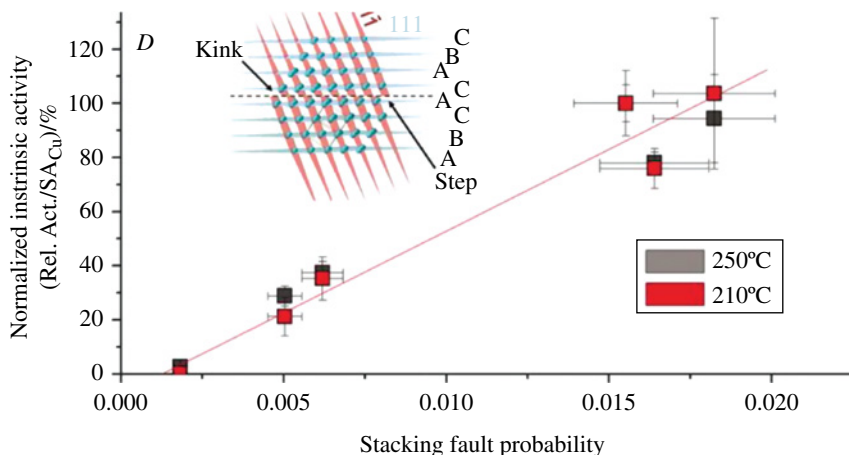 D
111
Kink
C
B
A
C
A
C
B
A
Step
Normalized instrinsic activity
(Rel. Act./SACu)/%
120
100
80
60
40
20
0
250ºC
210ºC
0.000
0.005
0.010
0.015
0.020
Stacking fault probability